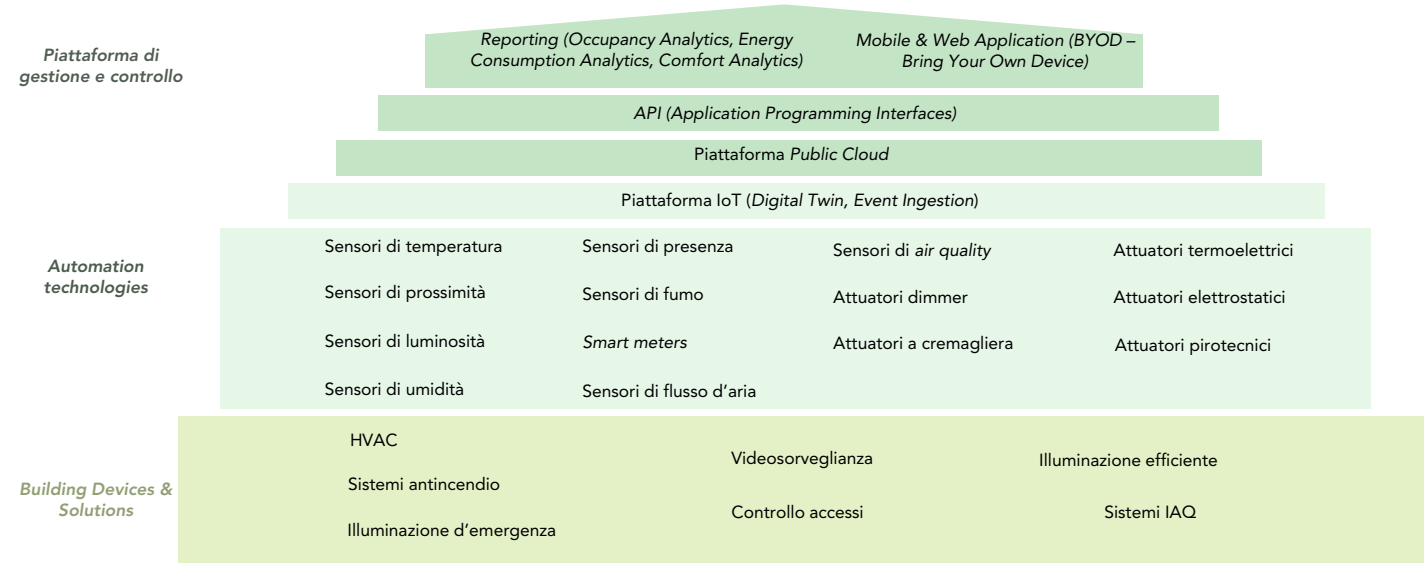 Piattaforma di
gestione e controllo
Reporting (Occupancy Analytics, Energy
Consumption Analytics, Comfort Analytics)
Mobile & Web Application (BYOD –
Bring Your Own Device)
API (Application Programming Interfaces)
Piattaforma Public Cloud
Piattaforma IoT (Digital Twin, Event Ingestion)
Automation
technologies
Sensori di temperatura
Sensori di presenza
Sensori di air quality
Attuatori termoelettrici
Sensori di prossimità
Sensori di fumo
Attuatori dimmer
Attuatori elettrostatici
Sensori di luminosità
Smart meters
Attuatori a cremagliera
Attuatori pirotecnici
Sensori di umidità
Sensori di flusso d'aria
Building Devices &
Solutions
HVAC
Videosorveglianza
Illuminazione efficiente
Sistemi antincendio
Controllo accessi
Sistemi IAQ
Illuminazione d'emergenza